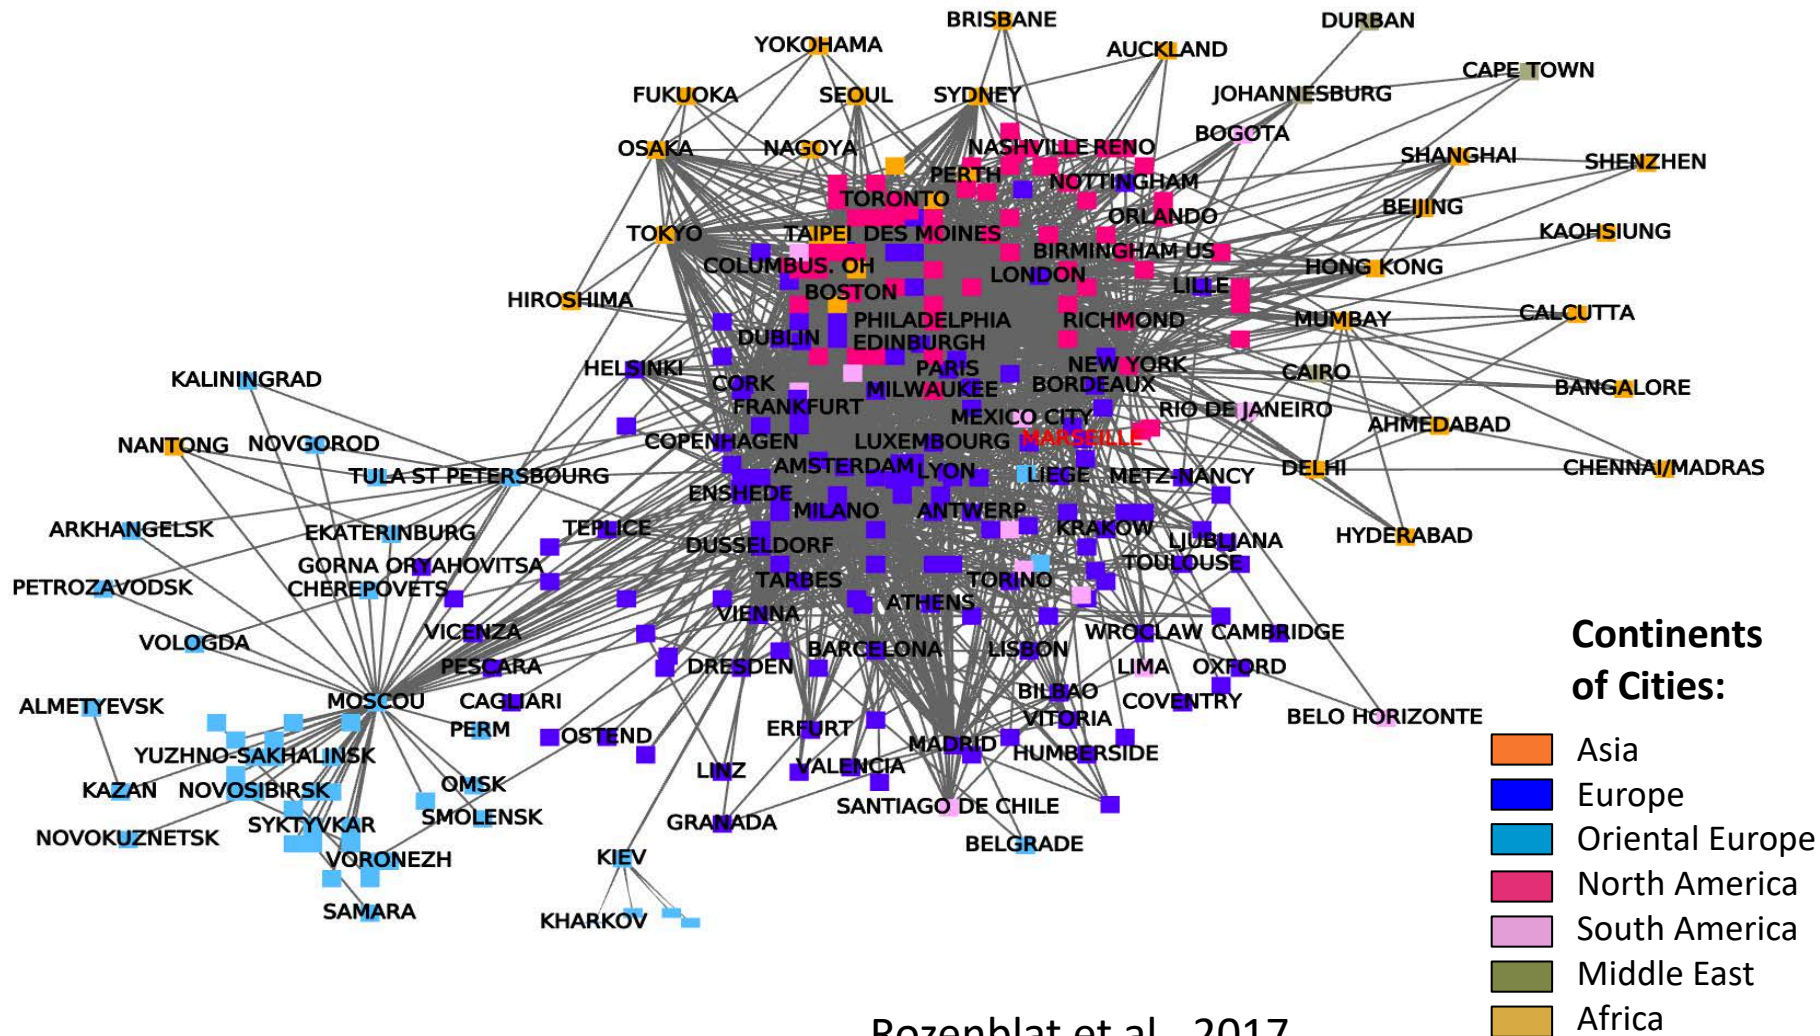 BRISBANE
DURBAN
YOKOHAMA
AUCKLAND
CAPE TOWN
FUKUOKA
SEOUL
SYDNEY
JOHANNESBURG
BOGOTA
OSAKA
NAGOYA
NASHVILLE RENO
SHANGHAI
SHENZHEN
PERTH
NOTTINGHAM
TORONTO
ORLANDO
BEIJING
TOKYO
TAIPEI
DES MOINES
KAOHSIUNG
BIRMINGHAM US
COLUMBUS. OH
LONDON
HONG KONG
LILLE
HIROSHIMA
BOSTON
PHILADELPHIA
RICHMOND
MUMBAY
CALCUTTA
DUBLIN
EDINBURGH
HELSINKI
PARIS
NEW YORK
CAIRO
KALININGRAD
CORK
MILWAUKEE
BORDEAUX
BANGALORE
FRANKFURT
MEXICO CITY
RIO DE JANEIRO
AHMEDABAD
NANTONG
NOVGOROD
COPENHAGEN
LUXEMBOURG
MARSEILLE
TULA
ST PETERSBOURG
AMSTERDAM
LYON
LIEGE
METZ-NANCY
DELHI
CHENNAI/MADRAS
ENSHEDE
MILANO
ANTWERP
ARKHANGELSK
EKATERINBURG
TEPLICE
KRAKOW
HYDERABAD
DUSSELDORF
LJUBLJANA
GORNA ORYAHOVITSA
TOULOUSE
PETROZAVODSK
CHEREPOVETS
TARBES
TORINO
ATHENS
VIENNA
VOLOGDA
VICENZA
WROCLAW
CAMBRIDGE
BARCELONA
LISBON
Continents
of Cities:
PESCARA
DRESDEN
LIMA
OXFORD
ALMETYEVSK
MOSCOU
CAGLIARI
BILBAO
COVENTRY
VITORIA
BELO HORIZONTE
PERM
OSTEND
ERFURT
MADRID
HUMBERSIDE
Asia
YUZHNO-SAKHALINSK
LINZ
VALENCIA
KAZAN
NOVOSIBIRSK
OMSK
Europe
SANTIAGO DE CHILE
SMOLENSK
GRANADA
SYKTYVKAR
NOVOKUZNETSK
BELGRADE
Oriental Europe
VORONEZH
KIEV
North America
SAMARA
KHARKOV
South America
Middle East
Africa
Rozenblat et al., 2017